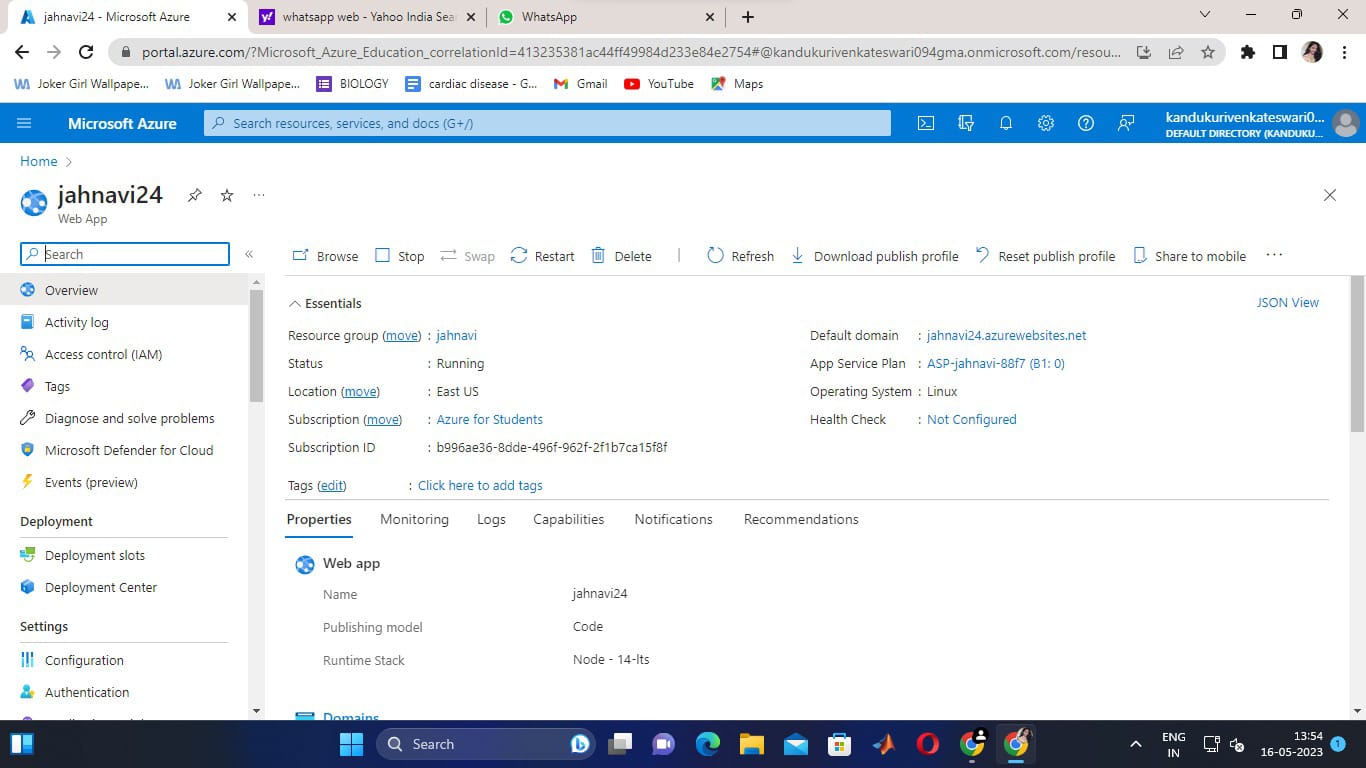 jahnavi24 - Microsoft Azure
whatsapp web - Yahoo India Sea
WhatsApp
portal.azure.com/?Microsoft_Azure_Education_correlationId=413235381ac44ff49984d233e84e2754#@kandukurivenkateswari094gma.onmicrosoft.com/resou...
Joker Girl Wallpape...
Joker Girl Wallpape...
BIOLOGY
cardiac disease - G...
Gmail
YouTube
Maps
Microsoft Azure
Search resources, services, and docs (G+/)
kandukurivenkateswari0...
DEFAULT DIRECTORY (KANDUKU...
Home
jahnavi24
Web App
Search
Overview
Activity log
Access control (IAM)
Tags
Diagnose and solve problems
Microsoft Defender for Cloud
Events (preview)
Deployment
Deployment slots
Deployment Center
Settings
Configuration
Authentication
Browse Stop Swap Restart Delete Refresh Download publish profile Reset publish profile Share to mobile ...
Essentials
JSON View
Resource group (move) : jahnavi
Status : Running
Location (move) : East US
Subscription (move) : Azure for Students
Subscription ID : b996ae36-8dde-496f-962f-2f1b7ca15f8f
Default domain : jahnavi24.azurewebsites.net
App Service Plan : ASP-jahnavi-88f7 (B1: 0)
Operating System : Linux
Health Check : Not Configured
Tags (edit) : Click here to add tags
Properties Monitoring Logs Capabilities Notifications Recommendations
Web app
Name jahnavi24
Publishing model Code
Runtime Stack Node - 14-lts
Domains
Search
ENG
IN
13:54
16-05-2023
1